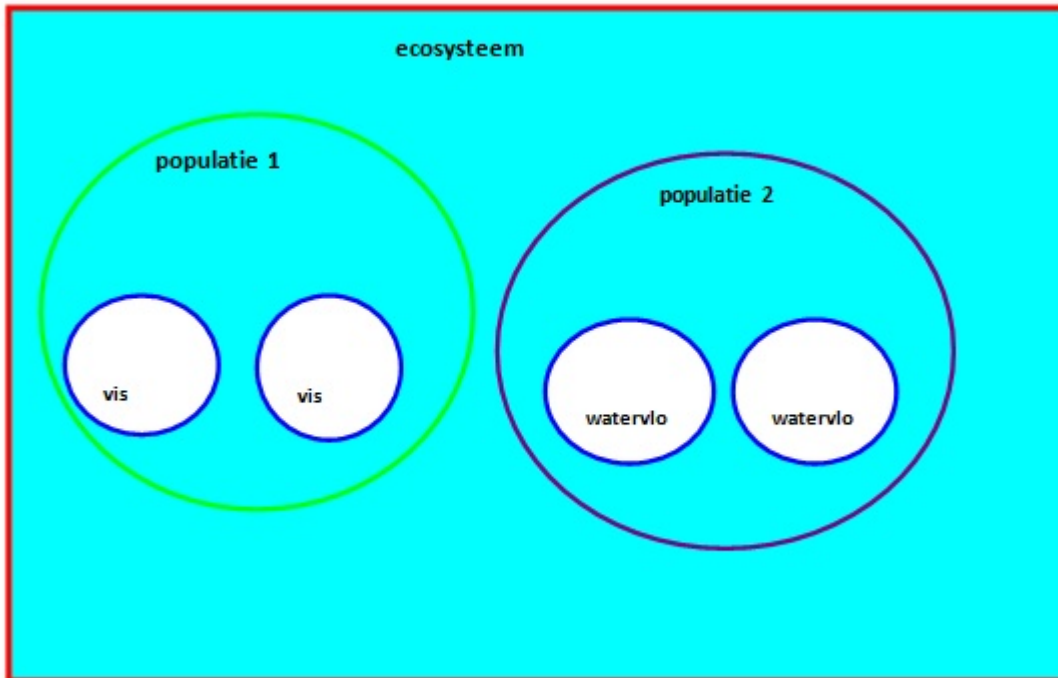 ecosysteem
populatie 1
populatie 2
vis
vis
watervlo
watervlo